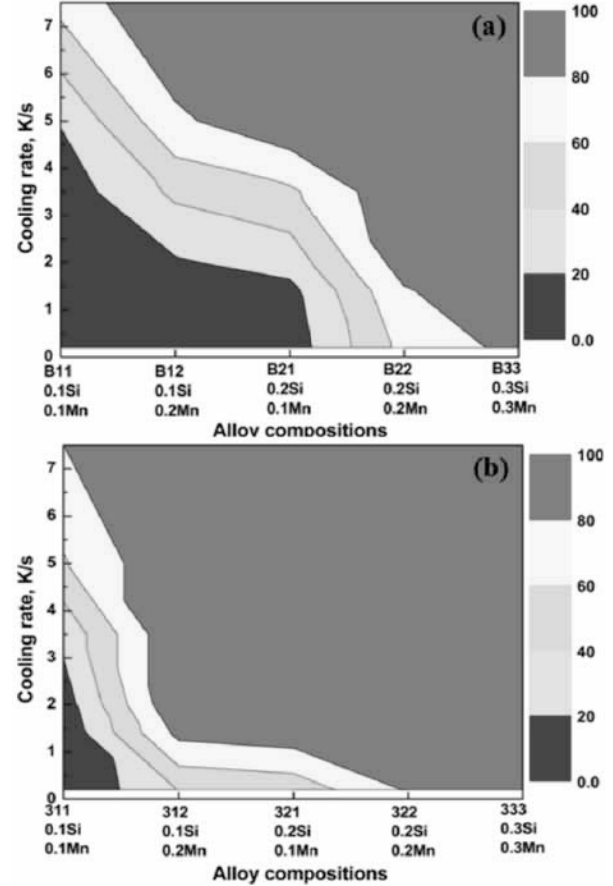 (a)
7
6
5
4
3
2
1
0
Cooling rate, K/s
B11 B12 B21 B22 B33
0.1Si 0.1Si 0.2Si 0.2Si 0.3Si
0.1Mn 0.2Mn 0.1Mn 0.2Mn 0.3Mn
Alloy compositions
100
80
60
40
20
0.0
(b)
7
6
5
4
3
2
1
0
Cooling rate, K/s
311 312 321 322 333
0.1Si 0.1Si 0.2Si 0.2Si 0.3Si
0.1Mn 0.2Mn 0.1Mn 0.2Mn 0.3Mn
Alloy compositions
100
80
60
40
20
0.0